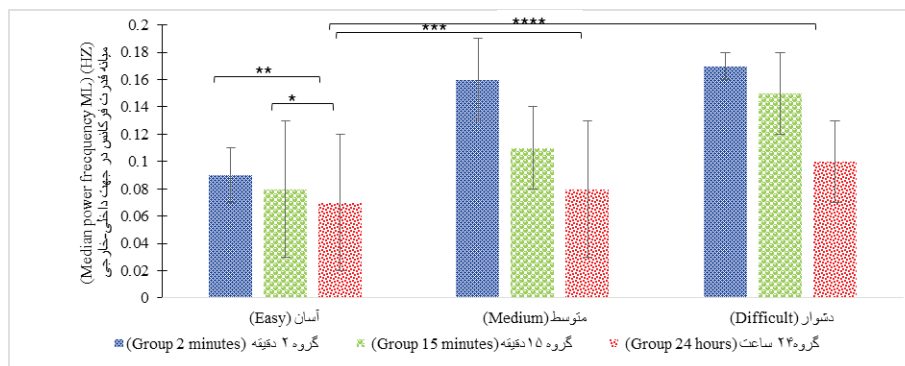 ****
***
**
*
(Median power frecquency ML) (HZ)
میانه قدرت فرکانس در جهت داخلی-خارجی
0.2
0.18
0.16
0.14
0.12
0.1
0.08
0.06
0.04
0.02
0
آسان (Easy)
متوسط (Medium)
دشوار (Difficult)
گروه ۲ دقیقه (Group 2 minutes)
گروه ۱۵ دقیقه (Group 15 minutes)
گروه ۲۴ ساعت (Group 24 hours)